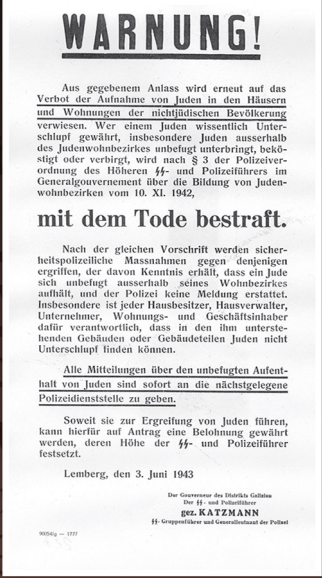 WARNUNG!
Aus gegebenem Anlass wird erneut auf das
Verbot der Aufnahme von Juden in den Häusern
und Wohnungen der nichtjüdischen Bevölkerung
verwiesen. Wer einem Juden wissentlich Unter-
schlupf gewährt, insbesondere Juden ausserhalb
des Judenwohnbezirkes unbefugt unterbringt, bekö-
stigt oder verbirgt, wird nach § 3 der Polizeiver-
ordnung des Höheren ᛋᛋ- und Polizeiführers im
Generalgouvernement über die Bildung von Juden-
wohnbezirken vom 10. XI. 1942,
mit dem Tode bestraft.
Nach der gleichen Vorschrift werden sicher-
heitspolizeiliche Massnahmen gegen denjenigen
ergriffen, der davon Kenntnis erhält, dass ein Jude
sich unbefugt ausserhalb seines Wohnbezirkes
aufhält, und der Polizei keine Meldung erstattet.
Insbesondere ist jeder Hausbesitzer, Hausverwalter,
Unternehmer, Wohnungs- und Geschäftsinhaber
dafür verantwortlich, dass in den ihm unterste-
henden Gebäuden oder Gebäudeteilen Juden nicht
Unterschlupf finden können.
Alle Mitteilungen über den unbefugten Aufent-
halt von Juden sind sofort an die nächstgelegene
Polizeidienststelle zu geben.
Soweit sie zur Ergreifung von Juden führen,
kann hierfür auf Antrag eine Belohnung gewährt
werden, deren Höhe der ᛋᛋ- und Polizeiführer
festsetzt.
Lemberg, den 3. Juni 1943
Der Gouverneur des Distrikts Galizien
Der ᛋᛋ- und Polizeiführer
gez. KATZMANN
ᛋᛋ- Gruppenführer und Generalleutnant der Polizei